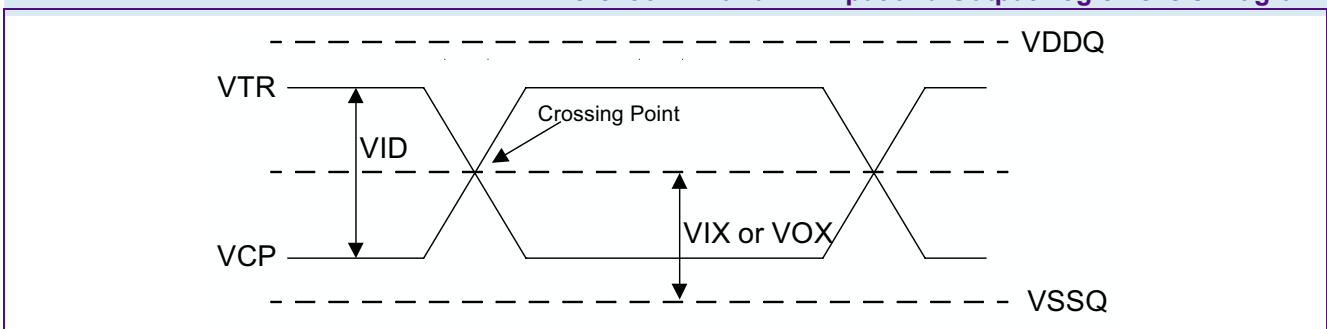 VDDQ
VTR
Crossing Point
VID
VIX or VOX
VCP
VSSQ